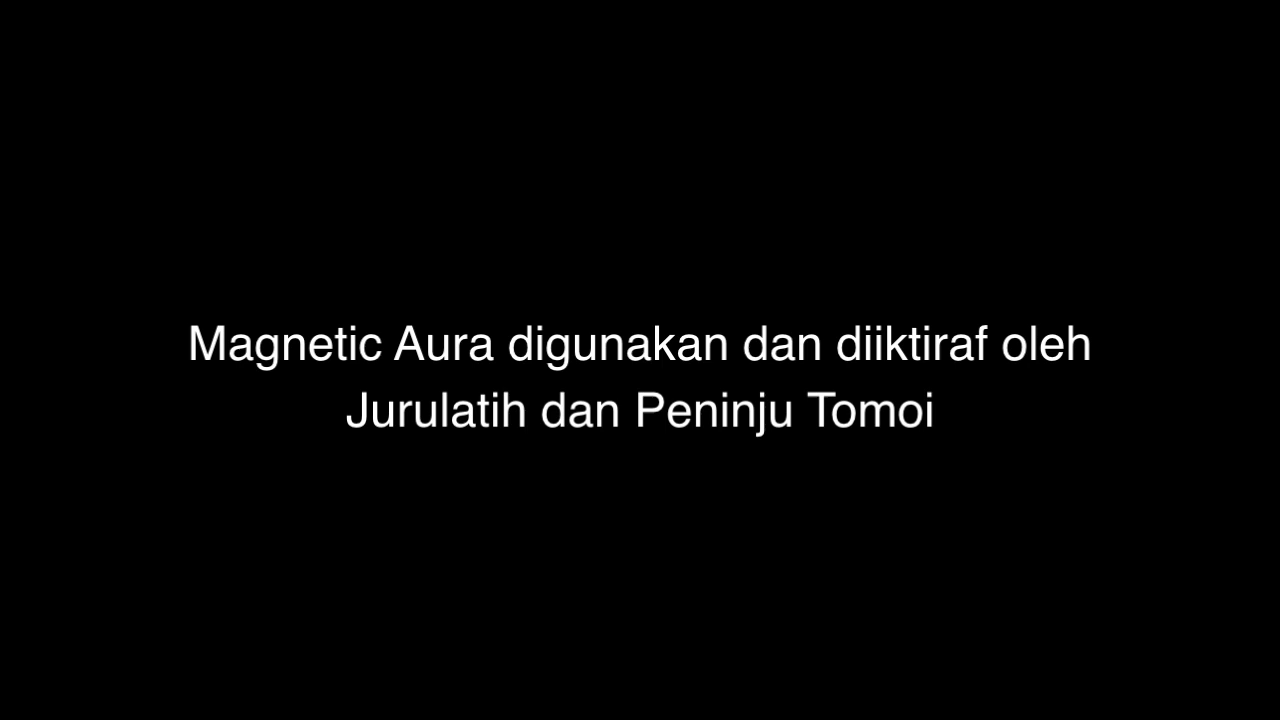 Magnetic Aura digunakan dan diiktiraf oleh
Jurulatih dan Peninju Tomoi